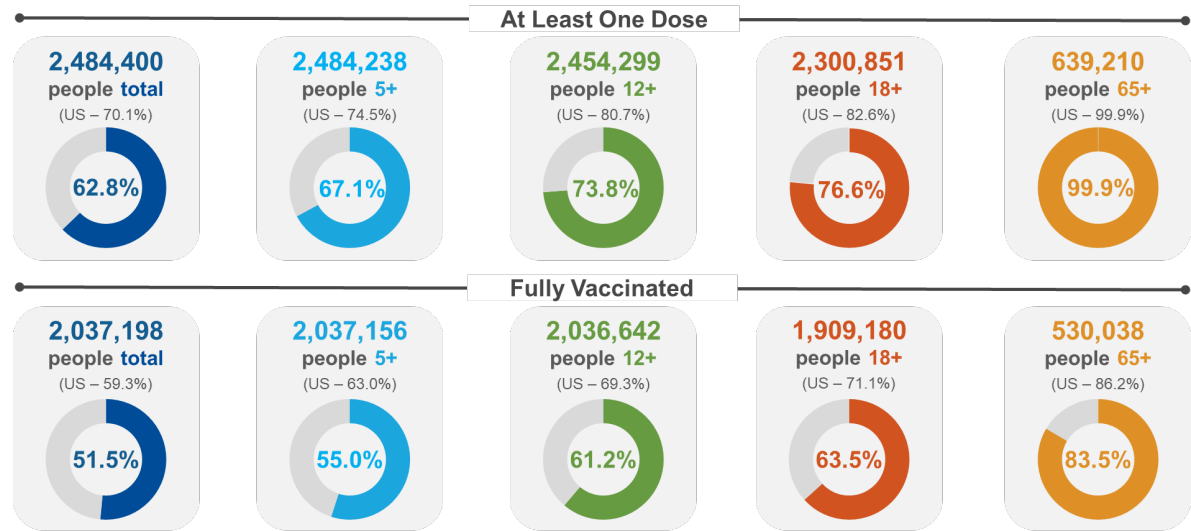 At Least One Dose
2,484,400
people total
(US – 70.1%)
62.8%
2,484,238
people 5+
(US – 74.5%)
67.1%
2,454,299
people 12+
(US – 80.7%)
73.8%
2,300,851
people 18+
(US – 82.6%)
76.6%
639,210
people 65+
(US – 99.9%)
99.9%
Fully Vaccinated
2,037,198
people total
(US – 59.3%)
51.5%
2,037,156
people 5+
(US – 63.0%)
55.0%
2,036,642
people 12+
(US – 69.3%)
61.2%
1,909,180
people 18+
(US – 71.1%)
63.5%
530,038
people 65+
(US – 86.2%)
83.5%